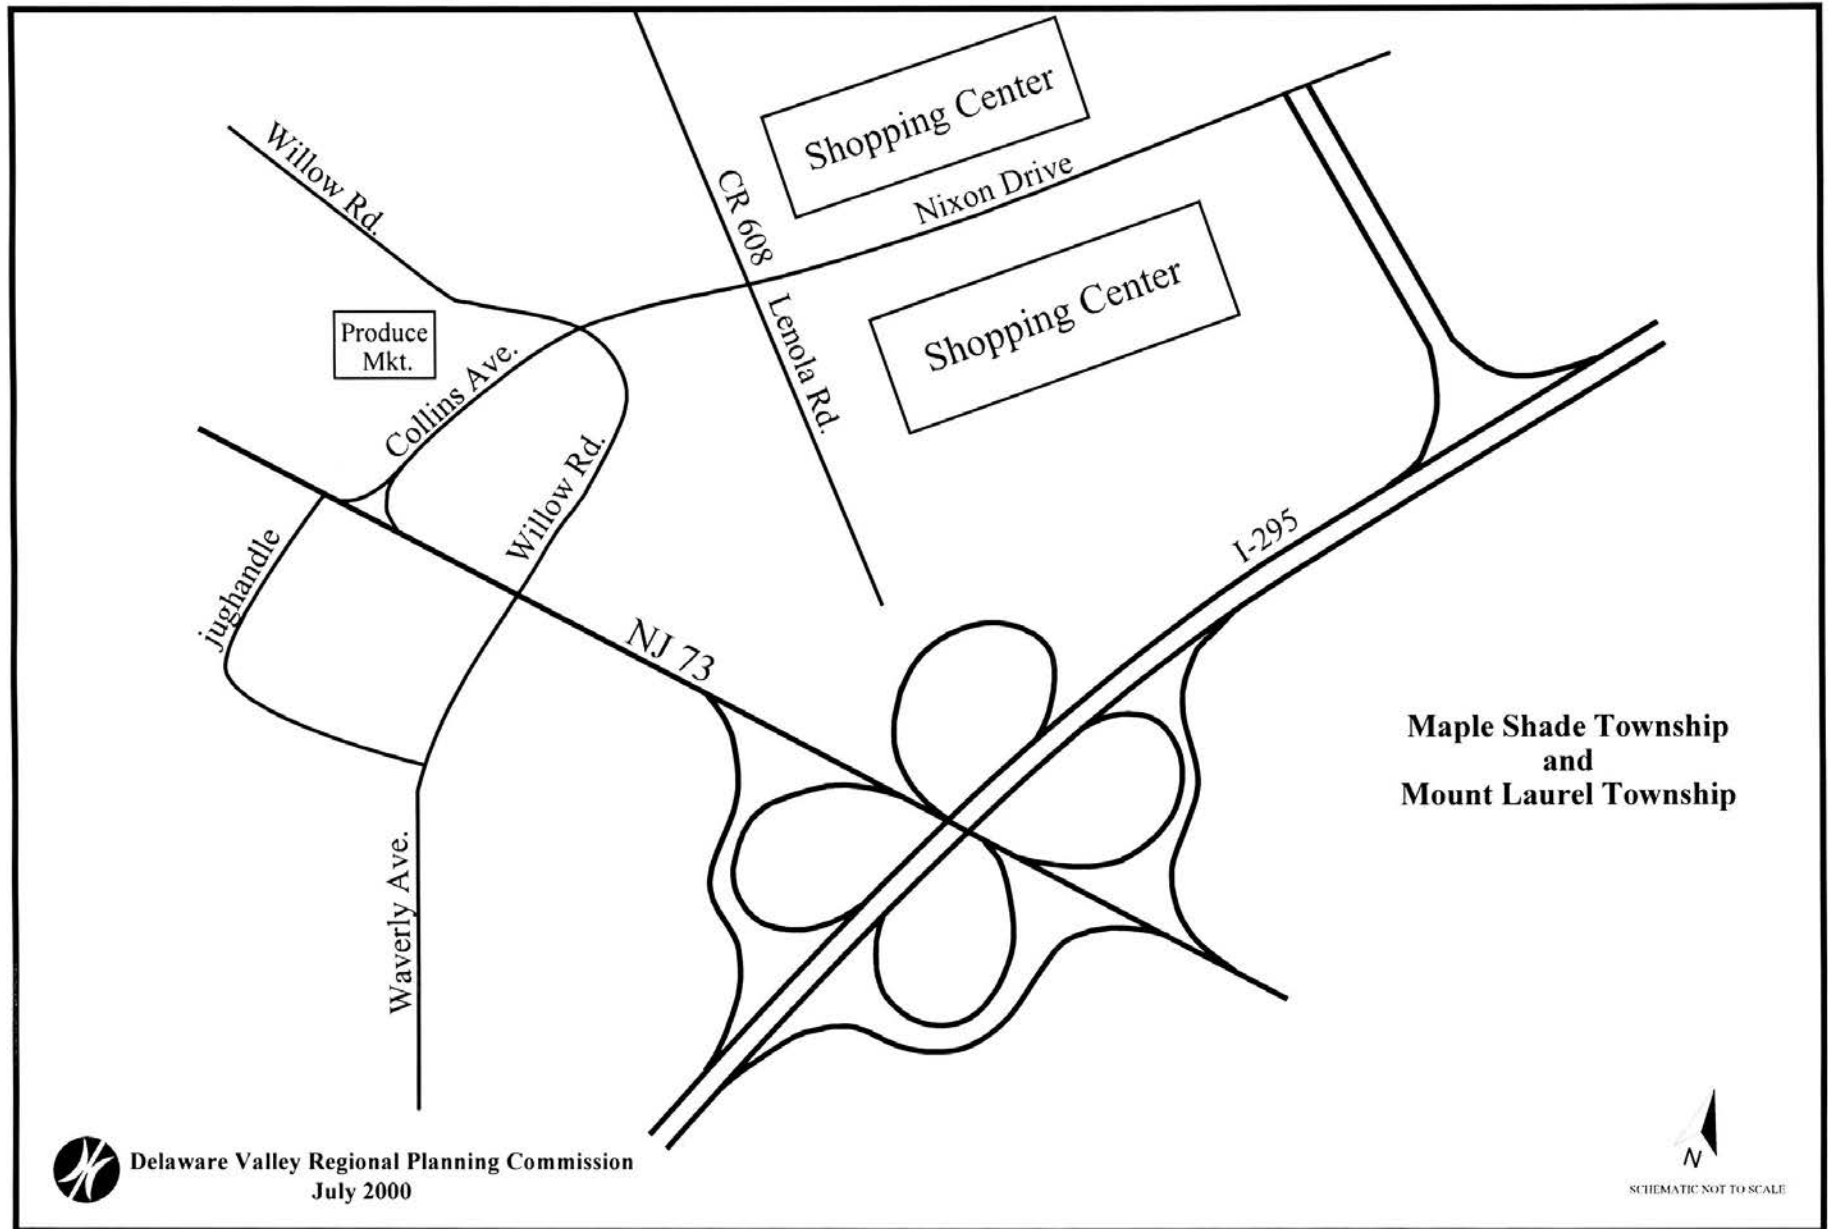 Shopping Center
Willow Rd.
CR 608
Nixon Drive
Shopping Center
Produce
Mkt.
Collins Ave.
Lenola Rd.
Willow Rd.
jughandle
I-295
NJ 73
Maple Shade Township
and
Mount Laurel Township
Waverly Ave.
Delaware Valley Regional Planning Commission
July 2000
N
SCHEMATIC NOT TO SCALE